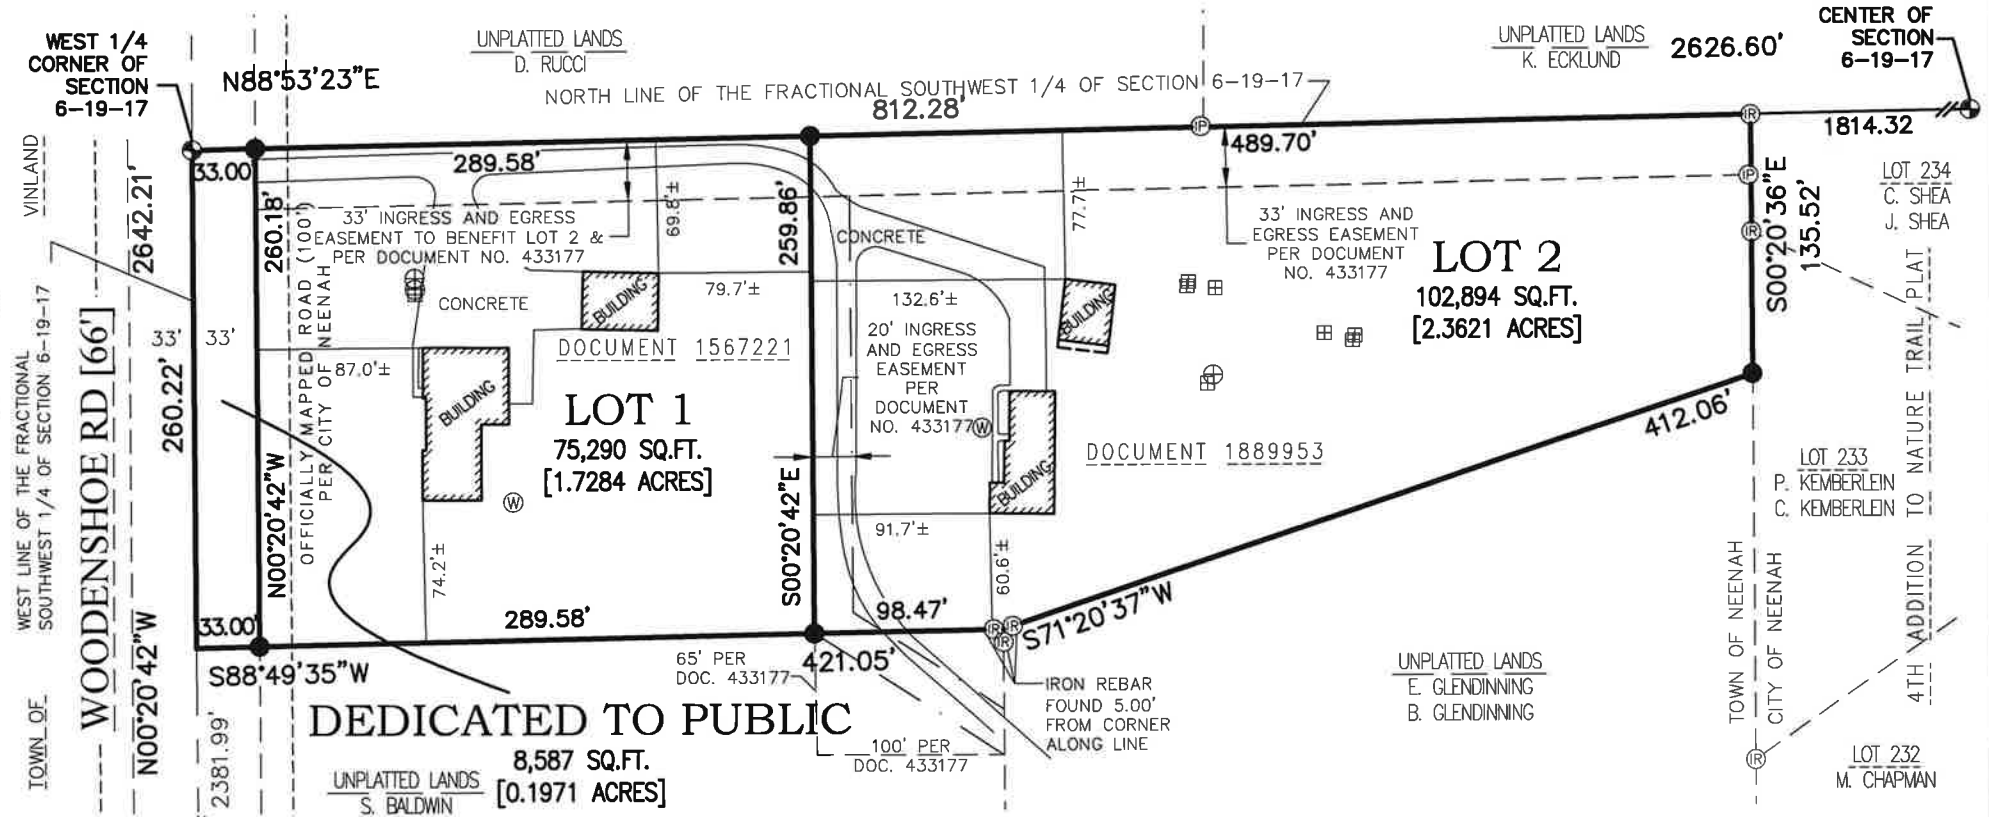 WEST 1/4
CORNER OF
SECTION
6-19-17
N88°53'23"E
UNPLATTED LANDS
D. RUCCI
NORTH LINE OF THE FRACTIONAL SOUTHWEST 1/4 OF SECTION 6-19-17
812.28'
UNPLATTED LANDS
K. ECKLUND
2626.60'
CENTER OF
SECTION
6-19-17
33.00'
289.58'
IP
489.70'
IR
1814.32
VINLAND
2642.21'
260.18'
OFFICIALLY MAPPED ROAD (100')
PER CITY OF NEENAH
33' INGRESS AND EGRESS
EASEMENT TO BENEFIT LOT 2 &
PER DOCUMENT NO. 433177
69.8'±
259.86'
CONCRETE
77.7'±
33' INGRESS AND
EGRESS EASEMENT
PER DOCUMENT
NO. 433177
LOT 2
102,894 SQ.FT.
[2.3621 ACRES]
IP
IR
S00°20'36"E
135.52'
LOT 234
C. SHEA
J. SHEA
WEST LINE OF THE FRACTIONAL
SOUTHWEST 1/4 OF SECTION 6-19-17
WOODENSHOE RD [66']
33'
33'
260.22'
CONCRETE
BUILDING
79.7'±
132.6'±
BUILDING
20' INGRESS
AND EGRESS
EASEMENT
PER
DOCUMENT
NO. 433177
W
DOCUMENT 1567221
87.0'±
BUILDING
LOT 1
75,290 SQ.FT.
[1.7284 ACRES]
W
N00°20'42"W
S00°20'42"E
DOCUMENT 1889953
BUILDING
412.06'
LOT 233
P. KEMBERLEIN
C. KEMBERLEIN
4TH ADDITION TO NATURE TRAIL PLAT
74.2'±
91.7'±
60.6'±
33.00'
289.58'
98.47'
IR
IR
IR
S71°20'37"W
S88°49'35"W
65' PER
DOC. 433177
421.05'
IRON REBAR
FOUND 5.00'
FROM CORNER
ALONG LINE
UNPLATTED LANDS
E. GLENDINNING
B. GLENDINNING
TOWN OF NEENAH
CITY OF NEENAH
TOWN OF
N00°20'42"W
2381.99'
DEDICATED TO PUBLIC
8,587 SQ.FT.
[0.1971 ACRES]
UNPLATTED LANDS
S. BALDWIN
100' PER
DOC. 433177
IR
LOT 232
M. CHAPMAN